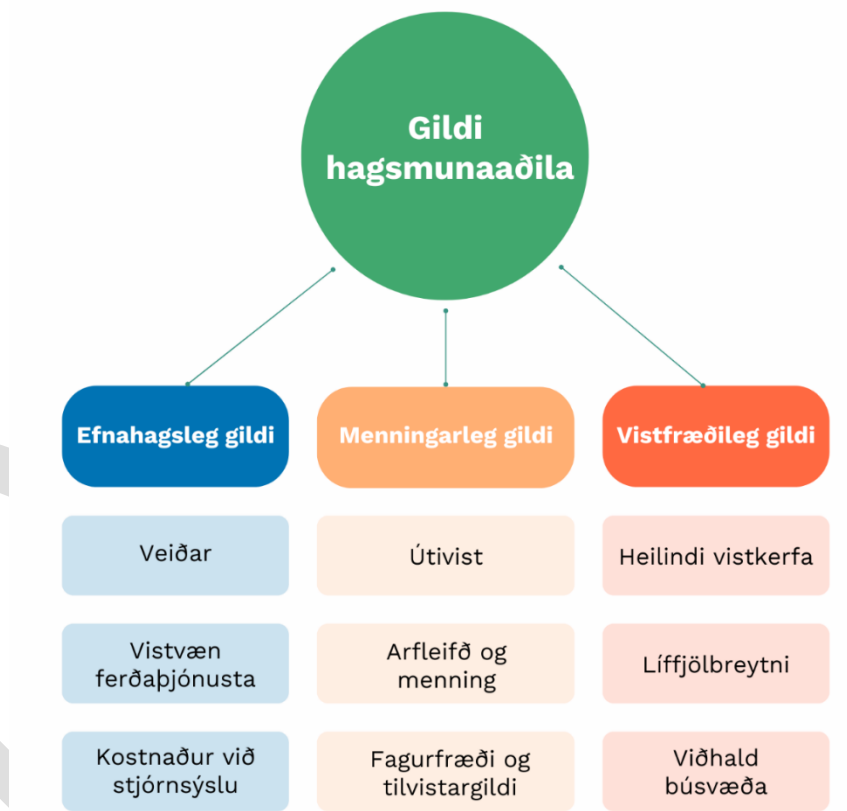 Gildi
hagsmunaaðila
Efnahagsleg gildi
Menningarleg gildi
Vistfræðileg gildi
Veiðar
Útivist
Heilindi vistkerfa
Vistvæn
ferðaþjónusta
Arfleifð og
menning
Líffjölbreytni
Kostnaður við
stjórnsýslu
Fagurfræði og
tilvistargildi
Viðhald
búsvæða